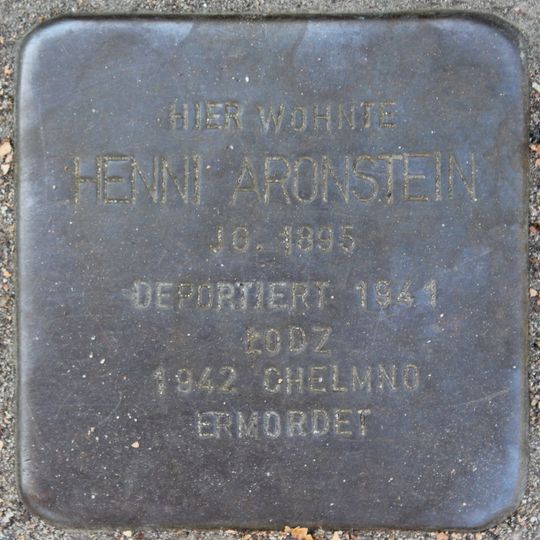 HIER WOHNTE
HENNI ARONSTEIN
JG. 1895
DEPORTIERT 1941
ŁODZ
1942 CHELMNO
ERMORDET